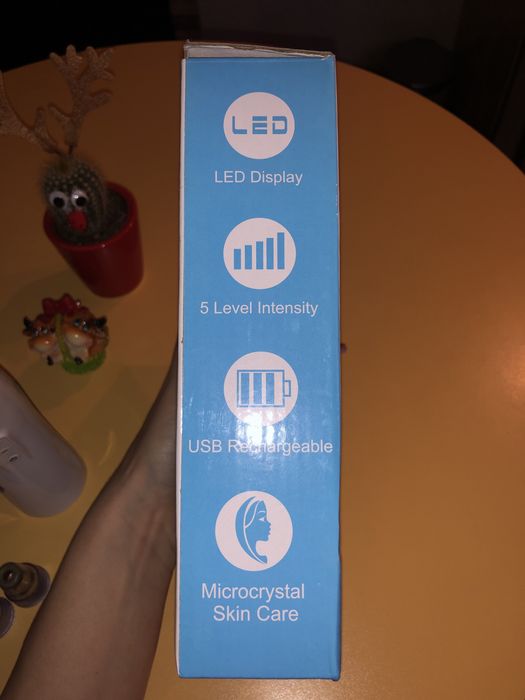 LED
LED Display
5 Level Intensity
USB Rechargeable
Microcrystal
Skin Care